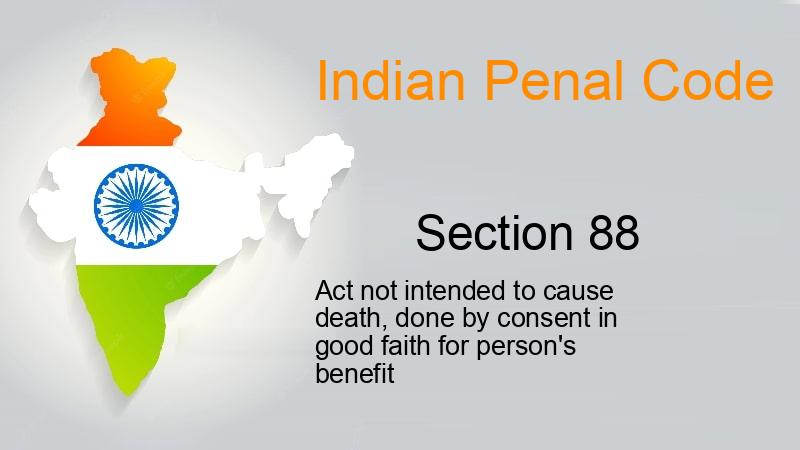 Indian Penal Code
Section 88
Act not intended to cause
death, done by consent in
good faith for person's
benefit